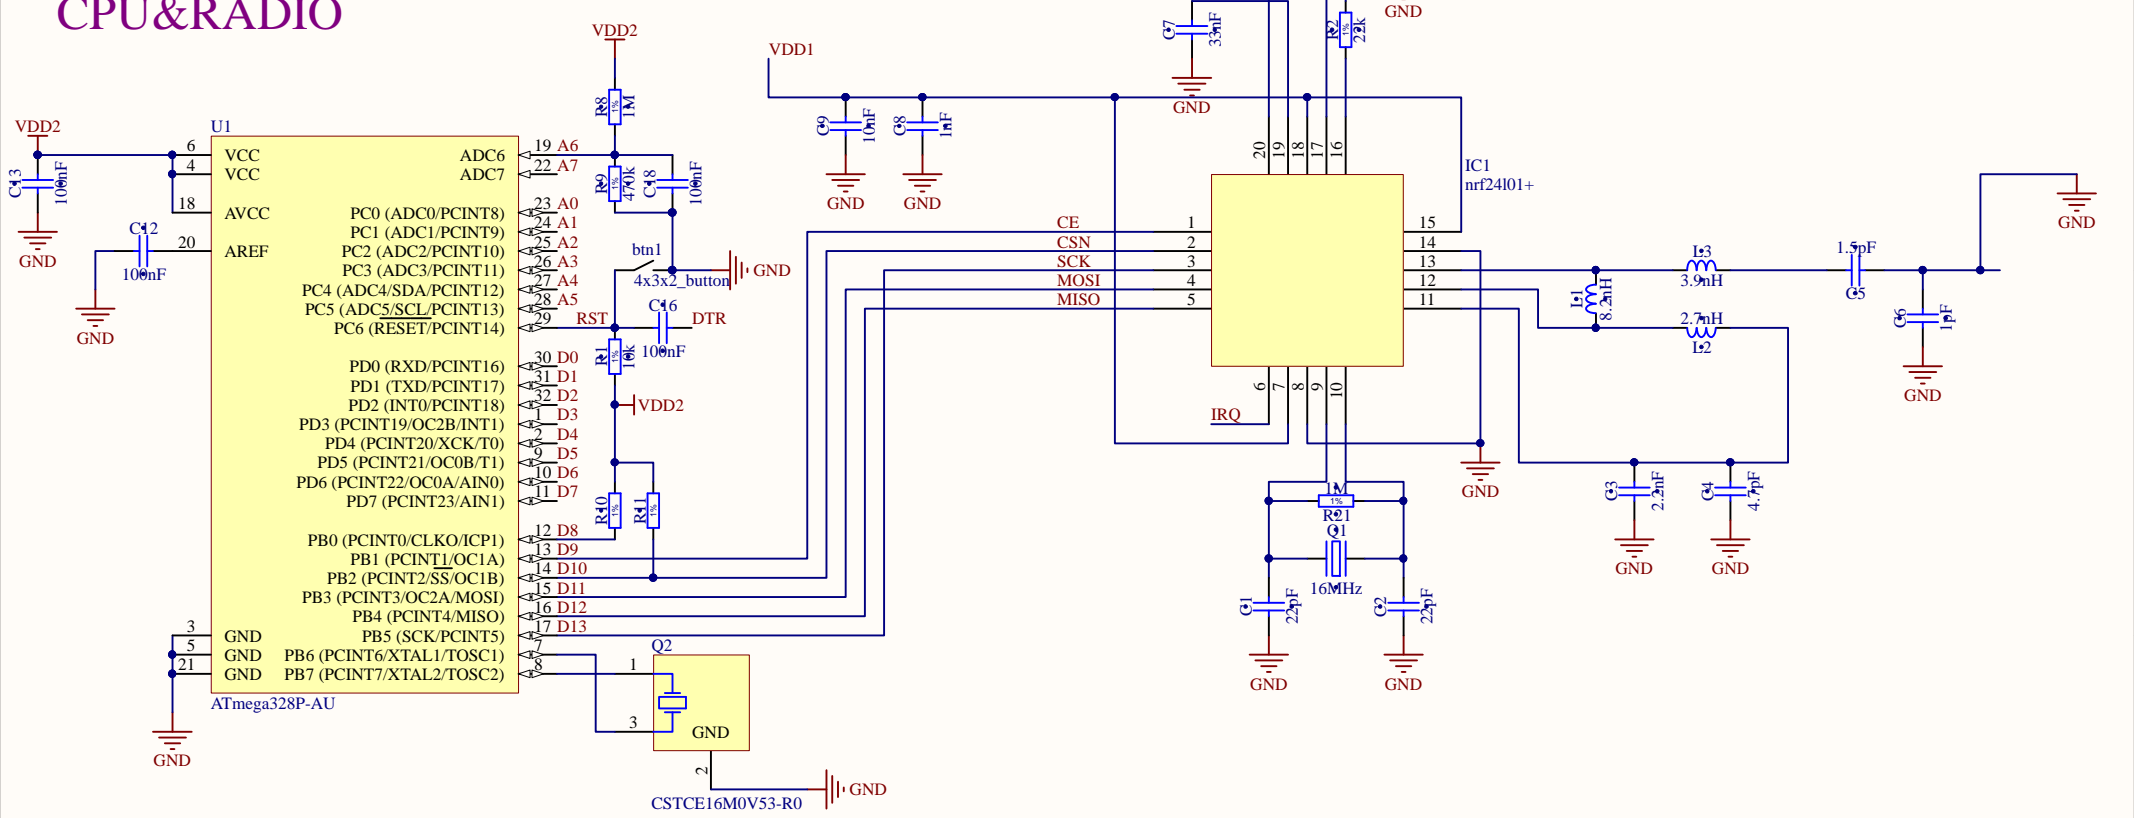 CPU&RADIO
GND
C7
33nF
R2
1%
22k
GND
VDD2
VDD1
R8
1%
1M
C9
10nF
C8
1nF
GND
GND
VDD2
C13
100nF
GND
C12
100nF
GND
U1
6 VCC
4 VCC
18 AVCC
20 AREF
3 GND
5 GND
21 GND
GND
ADC6 19 A6
ADC7 22 A7
PC0 (ADC0/PCINT8) 23 A0
PC1 (ADC1/PCINT9) 24 A1
PC2 (ADC2/PCINT10) 25 A2
PC3 (ADC3/PCINT11) 26 A3
PC4 (ADC4/SDA/PCINT12) 27 A4
PC5 (ADC5/SCL/PCINT13) 28 A5
PC6 (RESET/PCINT14) 29 RST
PD0 (RXD/PCINT16) 30 D0
PD1 (TXD/PCINT17) 31 D1
PD2 (INT0/PCINT18) 32 D2
PD3 (PCINT19/OC2B/INT1) 1 D3
PD4 (PCINT20/XCK/T0) 2 D4
PD5 (PCINT21/OC0B/T1) 9 D5
PD6 (PCINT22/OC0A/AIN0) 10 D6
PD7 (PCINT23/AIN1) 11 D7
PB0 (PCINT0/CLKO/ICP1) 12 D8
PB1 (PCINT1/OC1A) 13 D9
PB2 (PCINT2/SS/OC1B) 14 D10
PB3 (PCINT3/OC2A/MOSI) 15 D11
PB4 (PCINT4/MISO) 16 D12
PB5 (SCK/PCINT5) 17 D13
PB6 (PCINT6/XTAL1/TOSC1) 7
PB7 (PCINT7/XTAL2/TOSC2) 8
ATmega328P-AU
R9
1%
470k
C18
100nF
btn1
4x3x2_button
GND
C16
100nF
DTR
R1
1%
10k
VDD2
R10
1%
R11
1%
Q2
1
3
GND
2
CSTCE16M0V53-R0
GND
20 19 18 17 16
IC1
nrf24l01+
CE 1
CSN 2
SCK 3
MOSI 4
MISO 5
15
14
13
12
11
6 7 8 9 10
IRQ
GND
1M
1%
R21
Q1
16MHz
C1
22pF
C2
22pF
GND
GND
L1
8.2nH
L3
3.9nH
2.7nH
L2
1.5pF
C5
C6
1pF
GND
GND
C3
2.2nF
C4
4.7pF
GND
GND